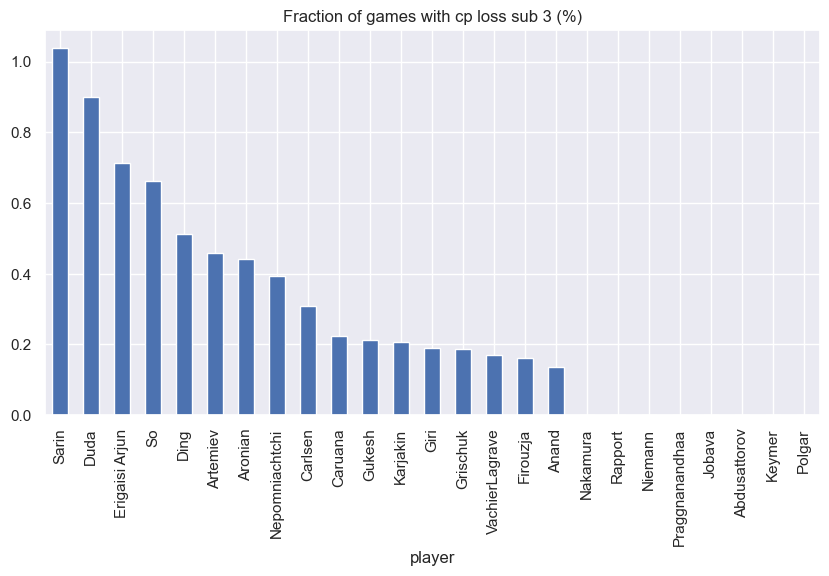 Fraction of games with cp loss sub 3 (%)
1.0
0.8
0.6
0.4
0.2
0.0
Sarin
Duda
Erigaisi Arjun
So
Ding
Artemiev
Aronian
Nepomniachtchi
Carlsen
Caruana
Gukesh
Karjakin
Giri
Grischuk
VachierLagrave
Firouzja
Anand
Nakamura
Rapport
Niemann
Praggnanandhaa
Jobava
Abdusattorov
Keymer
Polgar
player